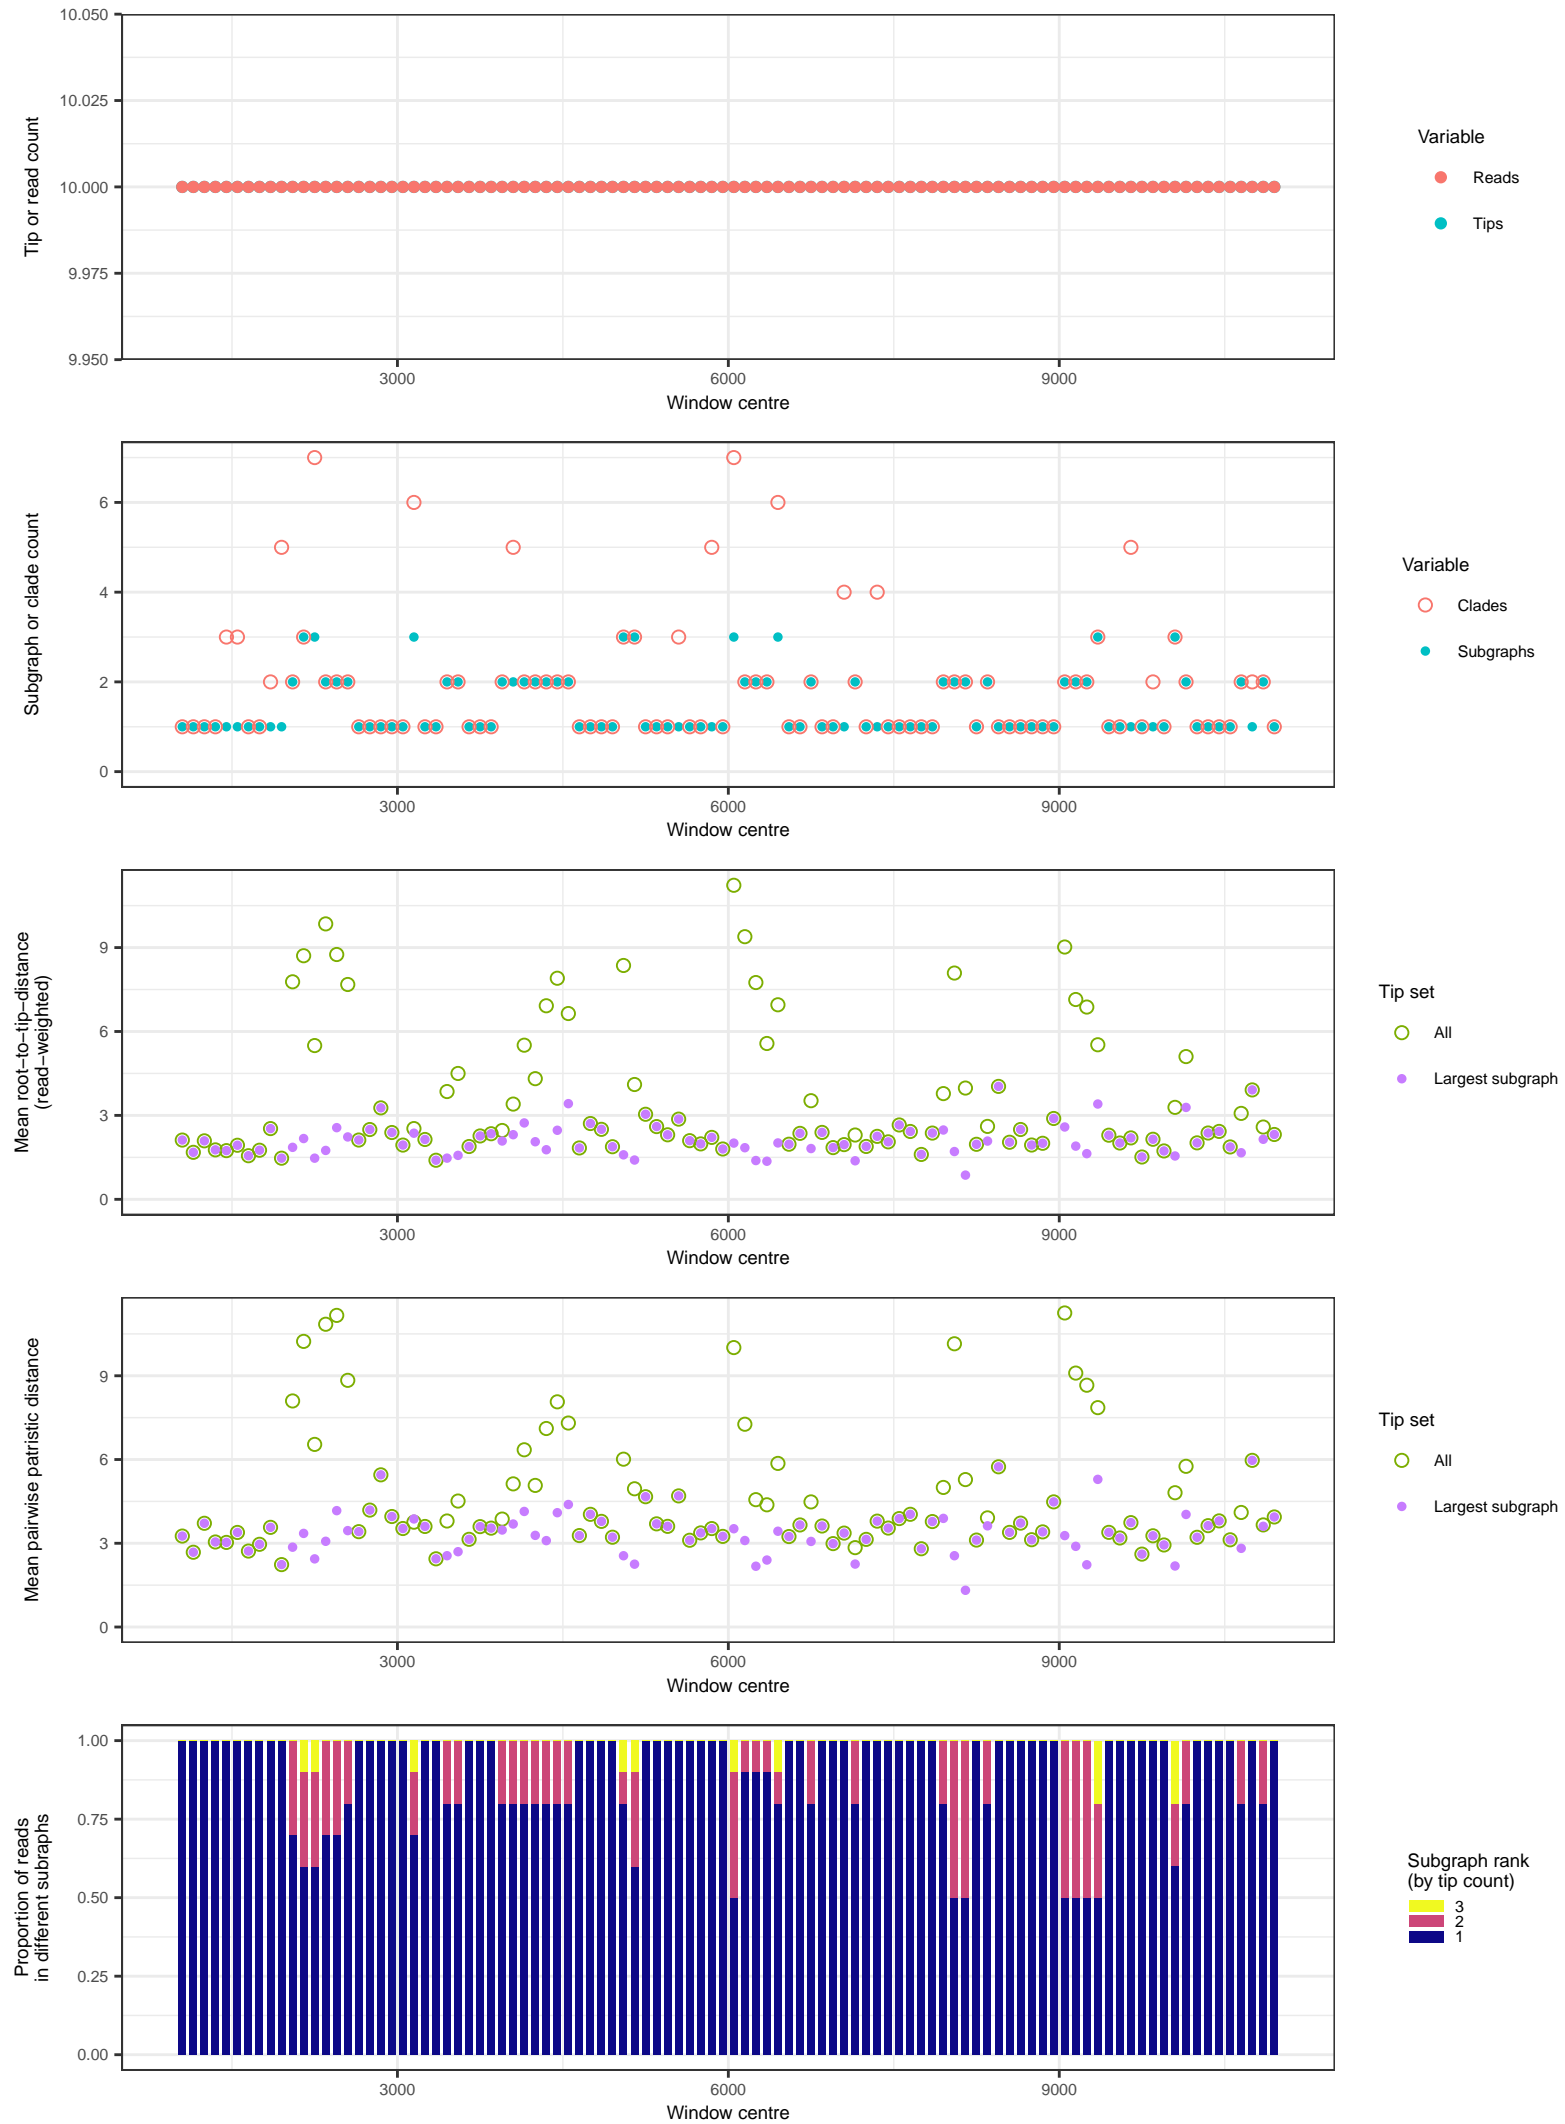 10.050
10.025
10.000
9.975
9.950
Tip or read count
3000
6000
9000
Window centre
Variable
Reads
Tips
6
4
2
0
Subgraph or clade count
3000
6000
9000
Window centre
Variable
Clades
Subgraphs
9
6
3
0
Mean root−to−tip−distance
(read−weighted)
3000
6000
9000
Window centre
Tip set
All
Largest subgraph
9
6
3
0
Mean pairwise patristic distance
3000
6000
9000
Window centre
Tip set
All
Largest subgraph
1.00
0.75
0.50
0.25
0.00
Proportion of reads
in different subraphs
3000
6000
9000
Window centre
Subgraph rank
(by tip count)
3
2
1